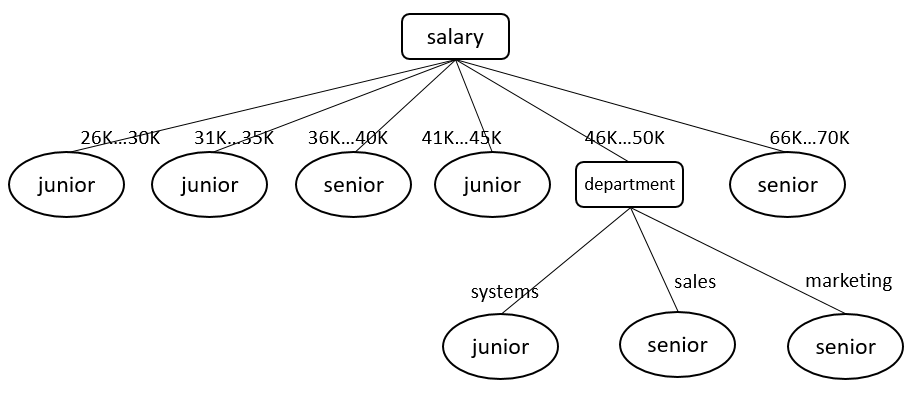 salary
26K...30K 31K...35K 36K...40K 41K...45K 46K...50K 66K...70K
junior junior senior junior department senior
systems sales marketing
junior senior senior